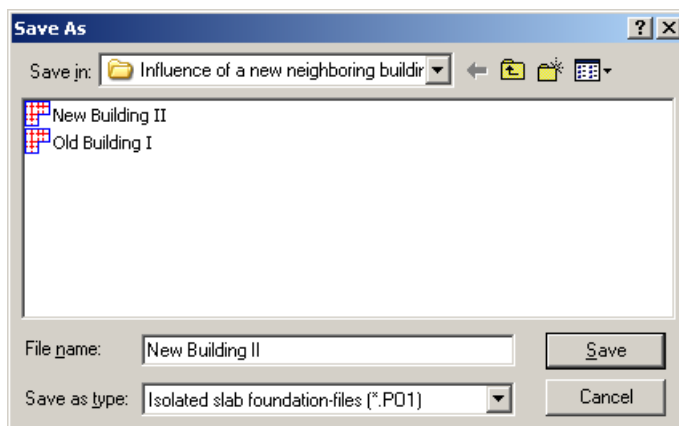 Save As
Save in: Influence of a new neighboring buildir
New Building II
Old Building I
File name: New Building II Save
Save as type: Isolated slab foundation-files (*.PO1) Cancel